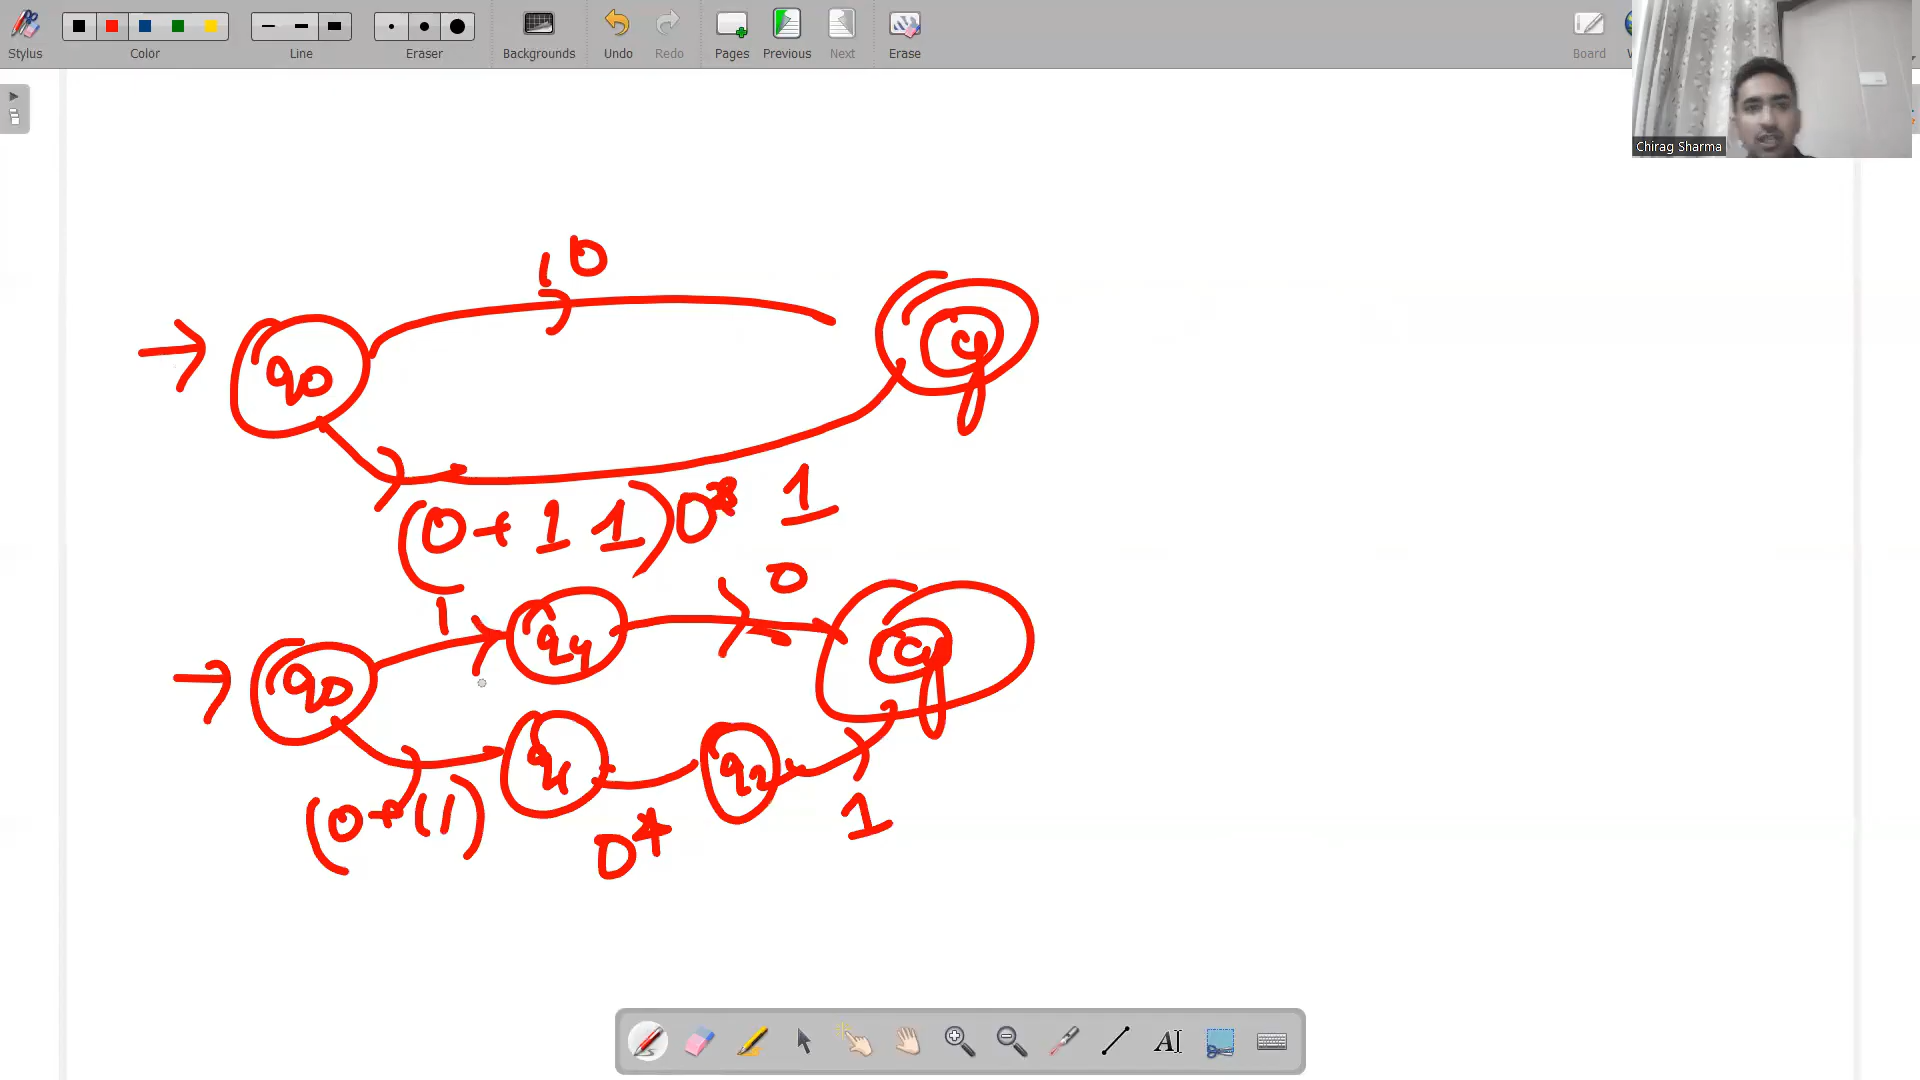 Stylus
Color
Line
Eraser
Backgrounds
Undo
Redo
Pages
Previous
Next
Erase
Board
Chirag Sharma
10
q0
qf
(0+11)0* 1
1
0
q0
q4
qf
q1
q2
(0+11)
0*
1